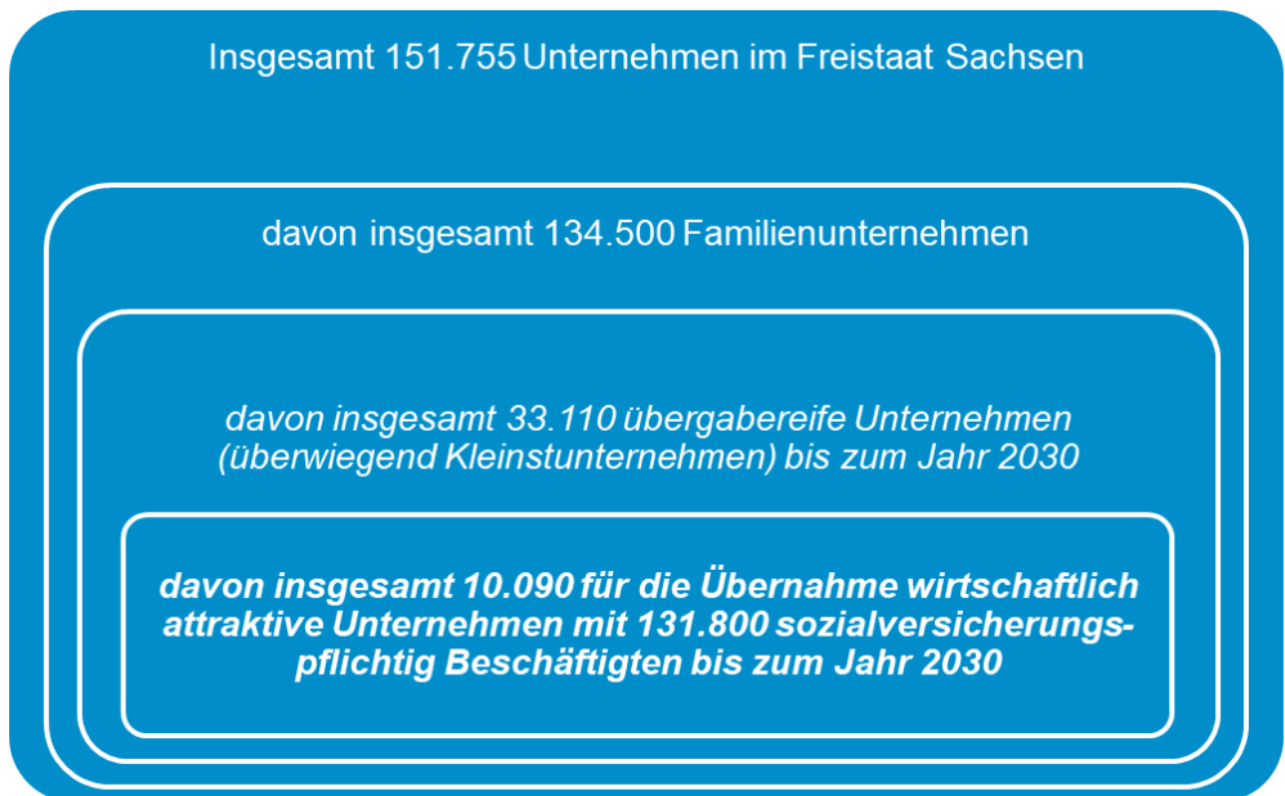 Insgesamt 151.755 Unternehmen im Freistaat Sachsen
davon insgesamt 134.500 Familienunternehmen
davon insgesamt 33.110 übergabereife Unternehmen
(überwiegend Kleinstunternehmen) bis zum Jahr 2030
davon insgesamt 10.090 für die Übernahme wirtschaftlich
attraktive Unternehmen mit 131.800 sozialversicherungs-
pflichtig Beschäftigten bis zum Jahr 2030